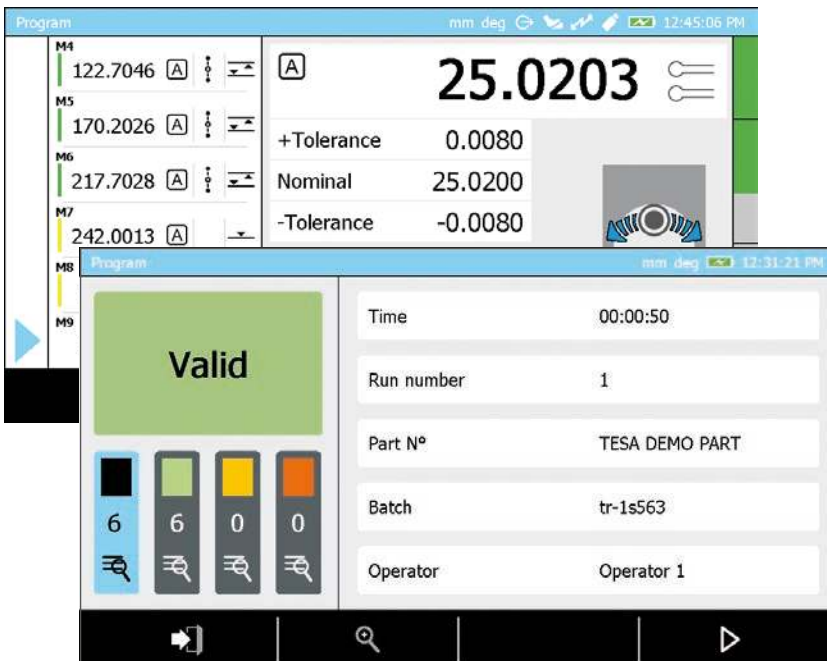 Program
mm deg 12:45:06 PM
M4
122.7046 A
M5
170.2026 A
M6
217.7028 A
M7
242.0013 A
M8
M9
A 25.0203
+Tolerance 0.0080
Nominal 25.0200
-Tolerance -0.0080
Program
mm deg 12:31:21 PM
Valid
6 6 0 0
Time 00:00:50
Run number 1
Part Nº TESA DEMO PART
Batch tr-1s563
Operator Operator 1